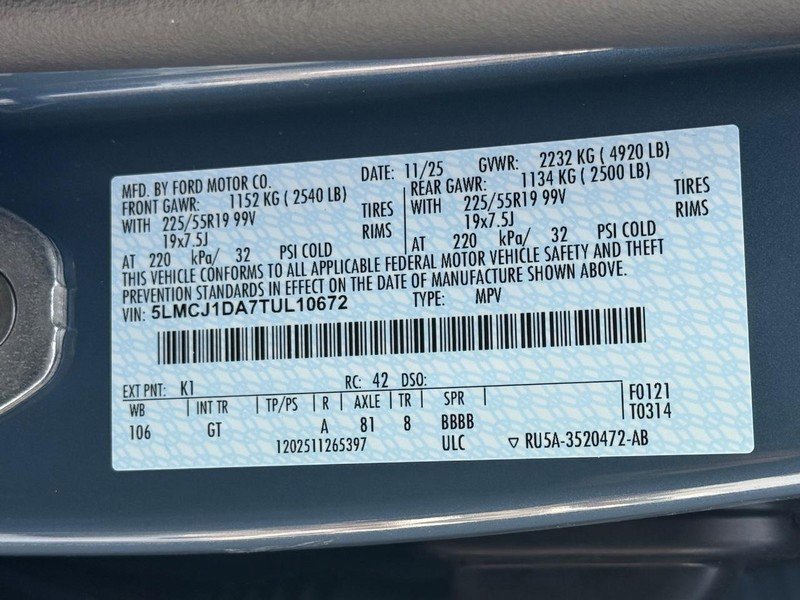 MFD. BY FORD MOTOR CO. DATE: 11/25 GVWR: 2232 KG ( 4920 LB)
FRONT GAWR: 1152 KG ( 2540 LB) REAR GAWR: 1134 KG ( 2500 LB)
WITH 225/55R19 99V TIRES WITH 225/55R19 99V TIRES
19x7.5J RIMS 19x7.5J RIMS
AT 220 kPa/ 32 PSI COLD AT 220 kPa/ 32 PSI COLD
THIS VEHICLE CONFORMS TO ALL APPLICABLE FEDERAL MOTOR VEHICLE SAFETY AND THEFT
PREVENTION STANDARDS IN EFFECT ON THE DATE OF MANUFACTURE SHOWN ABOVE.
VIN: 5LMCJ1DA7TUL10672 TYPE: MPV
EXT PNT: K1 RC: 42 DSO: F0121
WB INT TR TP/PS R AXLE TR SPR T0314
106 GT A 81 8 BBBB
1202511265397 ULC ▽ RU5A-3520472-AB